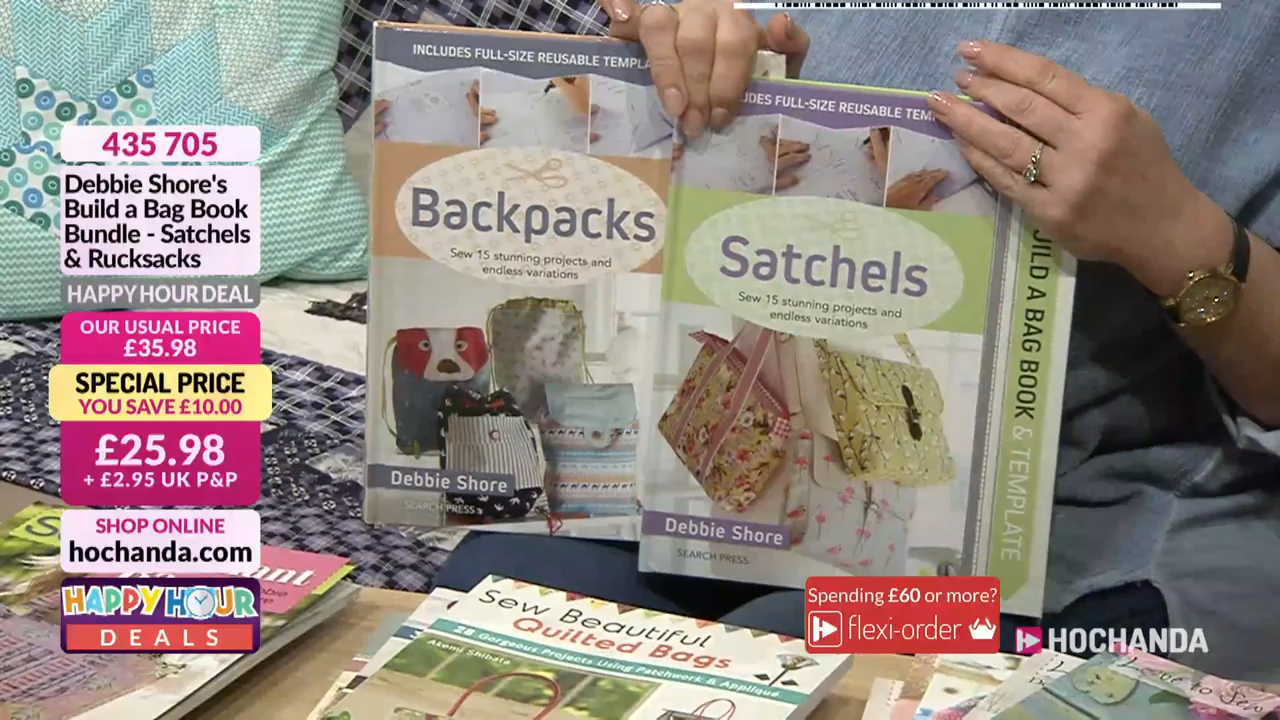 435 705
Debbie Shore's
Build a Bag Book
Bundle - Satchels
& Rucksacks
HAPPY HOUR DEAL
OUR USUAL PRICE
£35.98
SPECIAL PRICE
YOU SAVE £10.00
£25.98
+ £2.95 UK P&P
SHOP ONLINE
hochanda.com
HAPPY HOUR
DEALS
INCLUDES FULL-SIZE REUSABLE
Backpacks
Sew 15 stunning projects and
endless variations
Debbie Shore
SEARCH PRESS
FULL-SIZE REUSABLE
Satchels
Sew 15 stunning projects and
endless variations
Debbie Shore
SEARCH PRESS
A BAG BOOK & TEMPLATE
Sew Beautiful
Quilted Bags
28 Gorgeous Projects Using Patchwork & Appliqué
Akemi Shibata
Spending £60 or more?
flexi-order
HOCHANDA